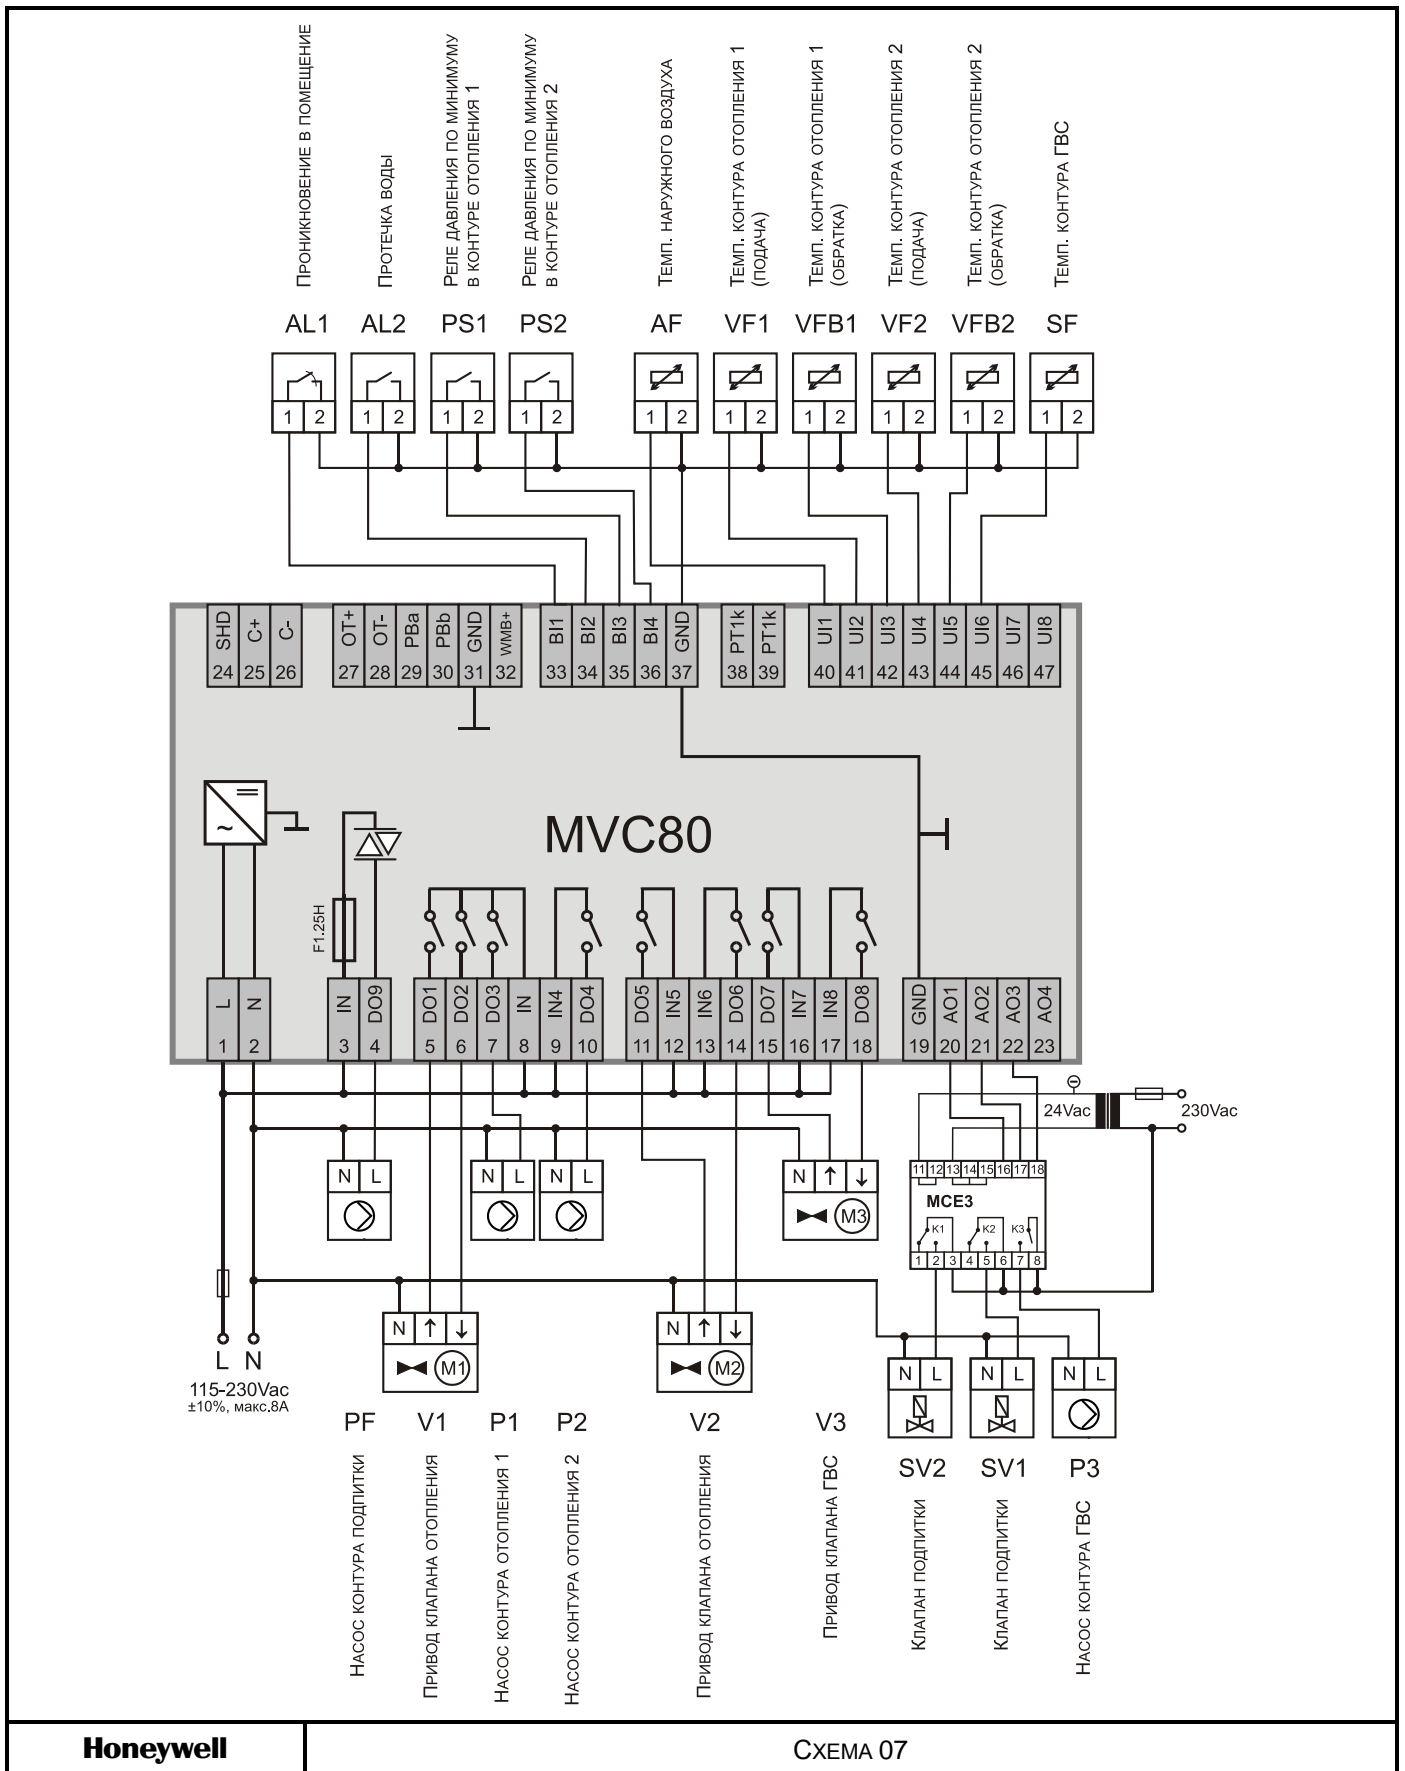 ПРОНИКНОВЕНИЕ В ПОМЕЩЕНИЕ
ПРОТЕЧКА ВОДЫ
РЕЛЕ ДАВЛЕНИЯ ПО МИНИМУМУ
В КОНТУРЕ ОТОПЛЕНИЯ 1
РЕЛЕ ДАВЛЕНИЯ ПО МИНИМУМУ
В КОНТУРЕ ОТОПЛЕНИЯ 2
ТЕМП. НАРУЖНОГО ВОЗДУХА
ТЕМП. КОНТУРА ОТОПЛЕНИЯ 1
(ПОДАЧА)
ТЕМП. КОНТУРА ОТОПЛЕНИЯ 1
(ОБРАТКА)
ТЕМП. КОНТУРА ОТОПЛЕНИЯ 2
(ПОДАЧА)
ТЕМП. КОНТУРА ОТОПЛЕНИЯ 2
(ОБРАТКА)
ТЕМП. КОНТУРА ГВС
AL1 AL2 PS1 PS2 AF VF1 VFB1 VF2 VFB2 SF
1 2 1 2 1 2 1 2 1 2 1 2 1 2 1 2 1 2 1 2
SHD C+ C- OT+ OT- PBa PBb GND WMB+ BI1 BI2 BI3 BI4 GND PT1k PT1k UI1 UI2 UI3 UI4 UI5 UI6 UI7 UI8
24 25 26 27 28 29 30 31 32 33 34 35 36 37 38 39 40 41 42 43 44 45 46 47
MVC80
F1.25H
L N IN DO9 DO1 DO2 DO3 IN IN4 DO4 DO5 IN5 IN6 DO6 DO7 IN7 IN8 DO8 GND AO1 AO2 AO3 AO4
1 2 3 4 5 6 7 8 9 10 11 12 13 14 15 16 17 18 19 20 21 22 23
24Vac 230Vac
N L N L N L N ↑ ↓
M3
11 12 13 14 15 16 17 18
MCE3
K1 K2 K3
1 2 3 4 5 6 7 8
N ↑ ↓ N ↑ ↓
M1 M2
L N
115-230Vac
±10%, макс.8А
N L N L N L
PF V1 P1 P2 V2 V3
SV2 SV1 P3
НАСОС КОНТУРА ПОДПИТКИ
ПРИВОД КЛАПАНА ОТОПЛЕНИЯ
НАСОС КОНТУРА ОТОПЛЕНИЯ 1
НАСОС КОНТУРА ОТОПЛЕНИЯ 2
ПРИВОД КЛАПАНА ОТОПЛЕНИЯ
ПРИВОД КЛАПАНА ГВС
КЛАПАН ПОДПИТКИ
КЛАПАН ПОДПИТКИ
НАСОС КОНТУРА ГВС
Honeywell
СХЕМА 07